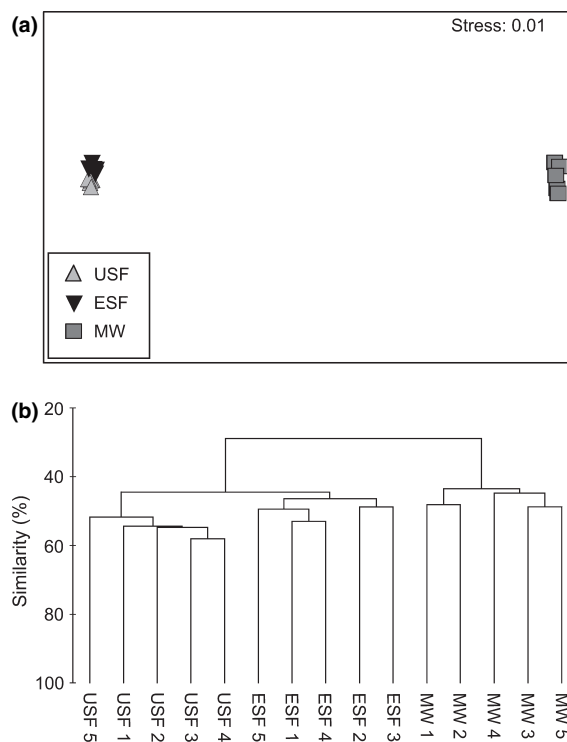 (a)
Stress: 0.01
USF
ESF
MW
(b)
20
40
60
80
100
Similarity (%)
USF 5
USF 1
USF 2
USF 3
USF 4
ESF 5
ESF 1
ESF 4
ESF 2
ESF 3
MW 1
MW 2
MW 4
MW 3
MW 5